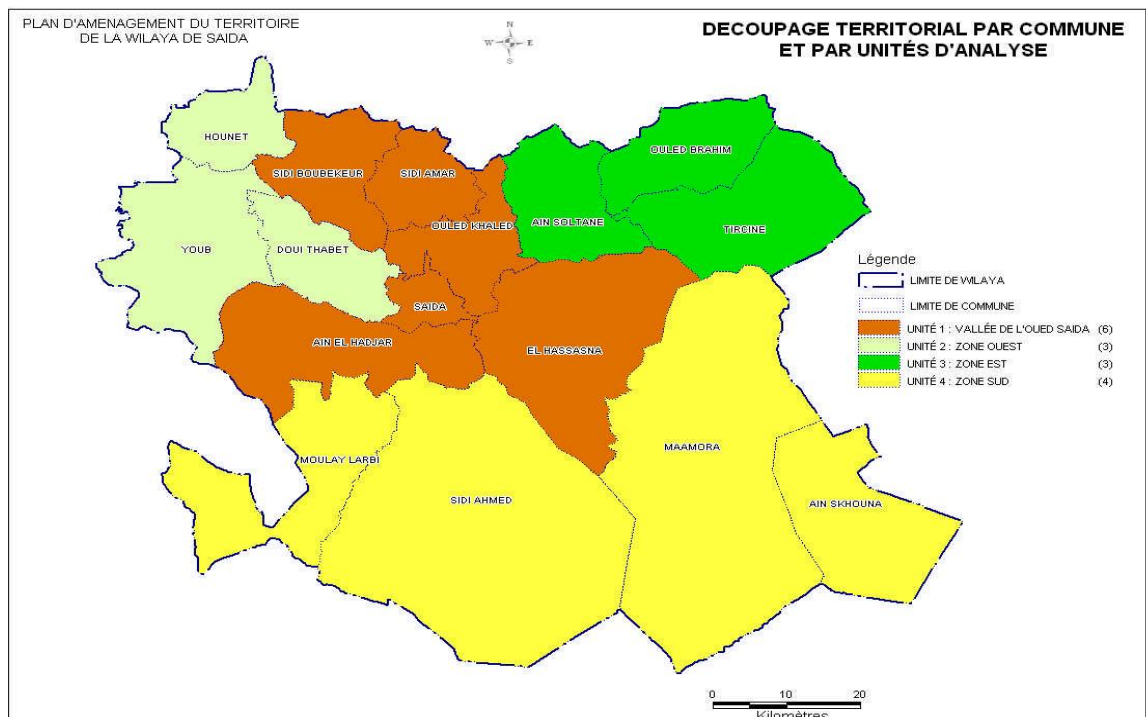 PLAN D'AMENAGEMENT DU TERRITOIRE
DE LA WILAYA DE SAIDA
N
W E
S
DECOUPAGE TERRITORIAL PAR COMMUNE
ET PAR UNITÉS D'ANALYSE
HOUNET
SIDI BOUBEKEUR
SIDI AMAR
OULED BRAHIM
OULED KHALED
AIN SOLTANE
TIRCINE
YOUB
DOUI THABET
SAIDA
AIN EL HADJAR
EL HASSASNA
MOULAY LARBI
SIDI AHMED
MAAMORA
AIN SKHOUNA
Légende
LIMITE DE WILAYA
LIMITE DE COMMUNE
UNITÉ 1 : VALLÉE DE L'OUED SAIDA (6)
UNITÉ 2 : ZONE OUEST (3)
UNITÉ 3 : ZONE EST (3)
UNITÉ 4 : ZONE SUD (4)
0 10 20
Kilomètres